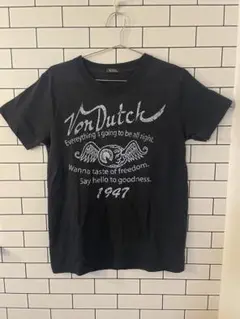 Von Dutch
Everything's going to be all right.
Wanna taste of freedom.
Say hello to goodness.
1947